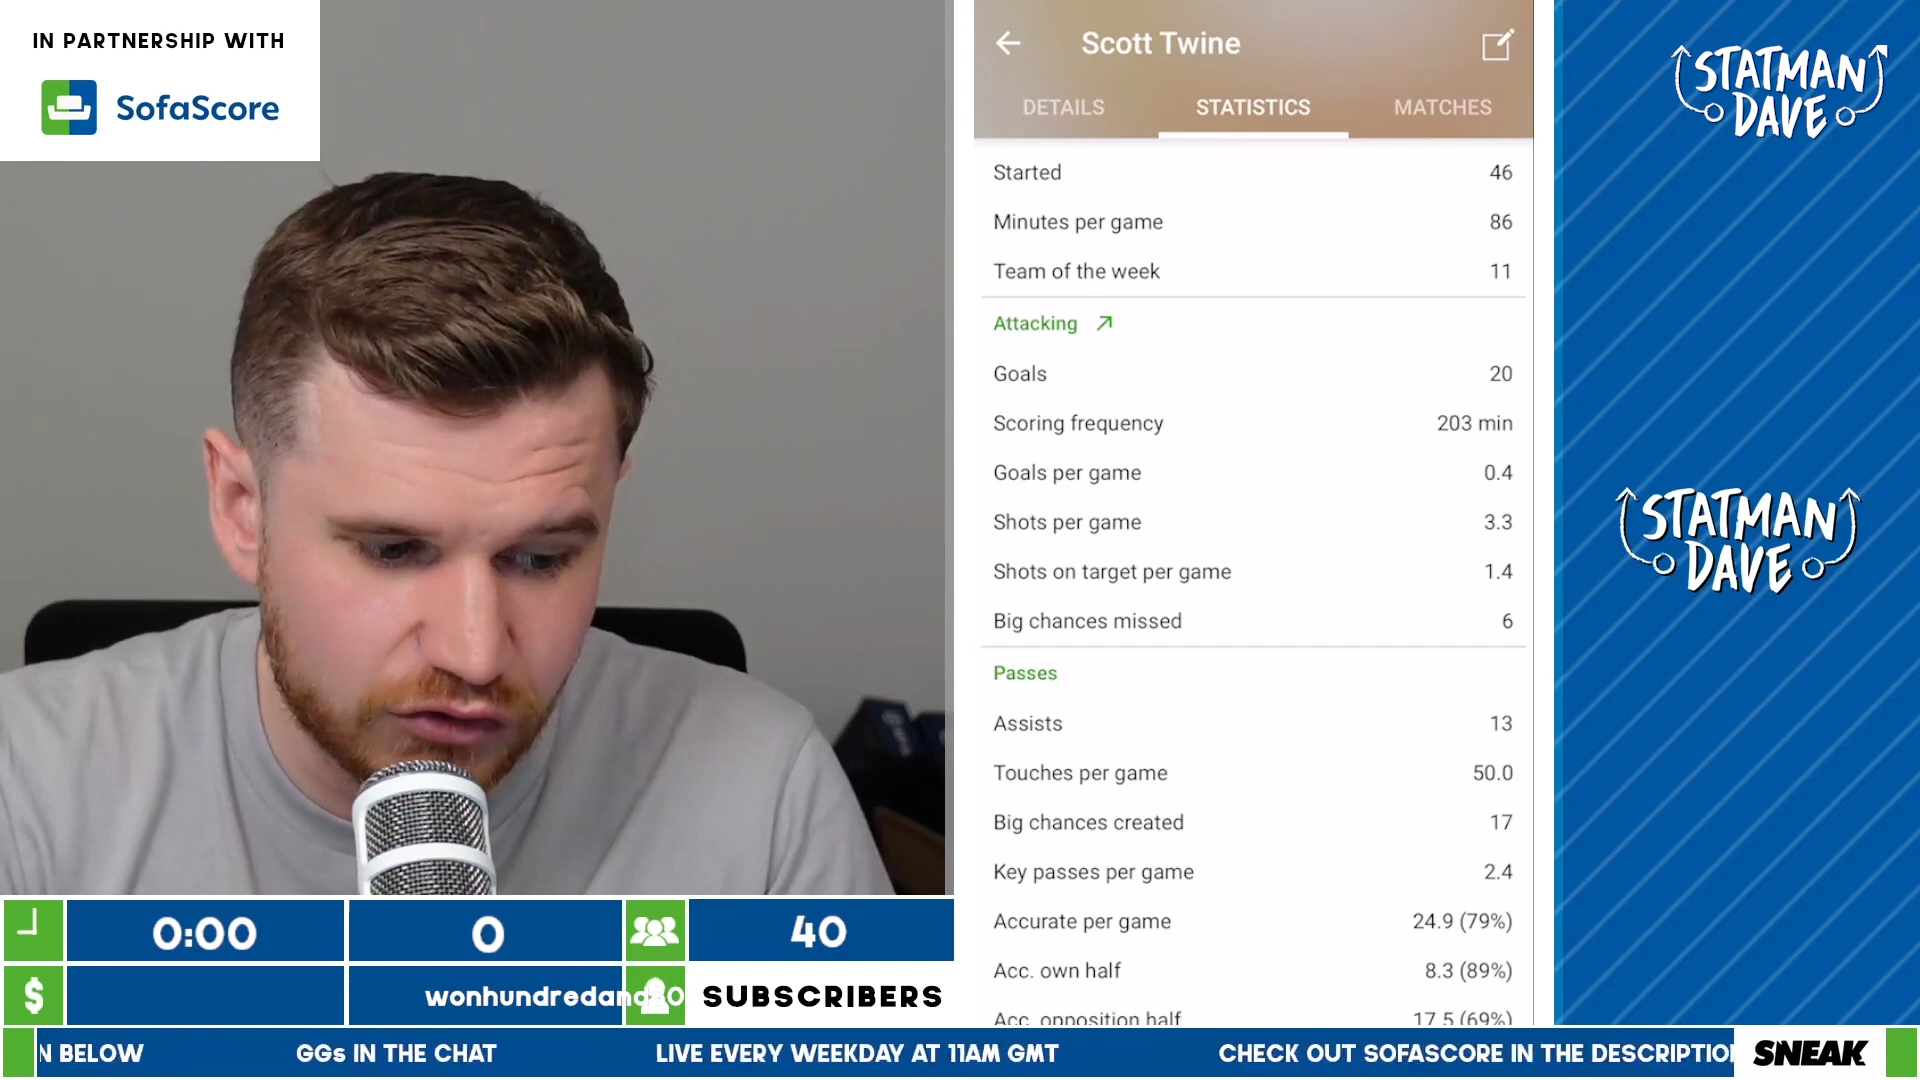 IN PARTNERSHIP WITH
SofaScore
Scott Twine
DETAILS
STATISTICS
MATCHES
Started 46
Minutes per game 86
Team of the week 11
Attacking
Goals 20
Scoring frequency 203 min
Goals per game 0.4
Shots per game 3.3
Shots on target per game 1.4
Big chances missed 6
Passes
Assists 13
Touches per game 50.0
Big chances created 17
Key passes per game 2.4
Accurate per game 24.9 (79%)
Acc. own half 8.3 (89%)
Acc. opposition half 17.5 (69%)
STATMAN
DAVE
STATMAN
DAVE
0:00
0
40
$
SUBSCRIBERS
N BELOW
GGs IN THE CHAT
LIVE EVERY WEEKDAY AT 11AM GMT
CHECK OUT SOFASCORE IN THE DESCRIPTIO
SNEAK